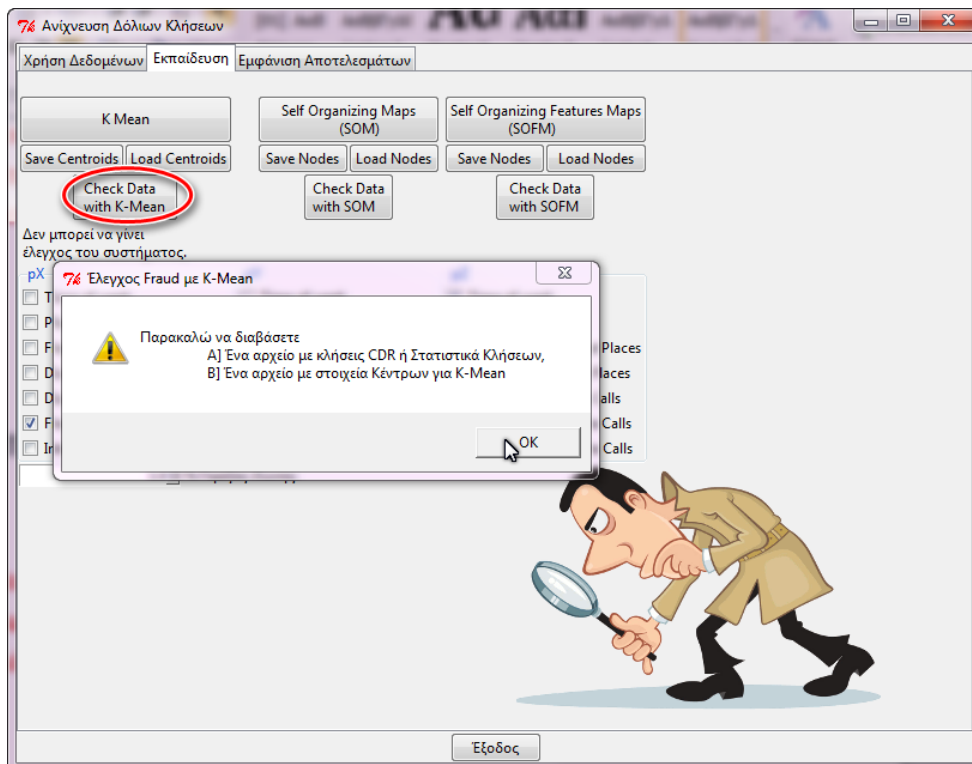 Ανίχνευση Δόλιων Κλήσεων
Χρήση Δεδομένων Εκπαίδευση Εμφάνιση Αποτελεσμάτων
K Mean
Self Organizing Maps
(SOM)
Self Organizing Features Maps
(SOFM)
Save Centroids Load Centroids Save Nodes Load Nodes Save Nodes Load Nodes
Check Data
with K-Mean
Check Data
with SOM
Check Data
with SOFM
Δεν μπορεί να γίνει
έλεγχος του συστήματος.
pX
Έλεγχος Fraud με K-Mean
T
P
F Places
D laces
D alls
F Calls
Ir Calls
Παρακαλώ να διαβάσετε
A] Ένα αρχείο με κλήσεις CDR ή Στατιστικά Κλήσεων,
B] Ένα αρχείο με στοιχεία Κέντρων για K-Mean
OK
Έξοδος